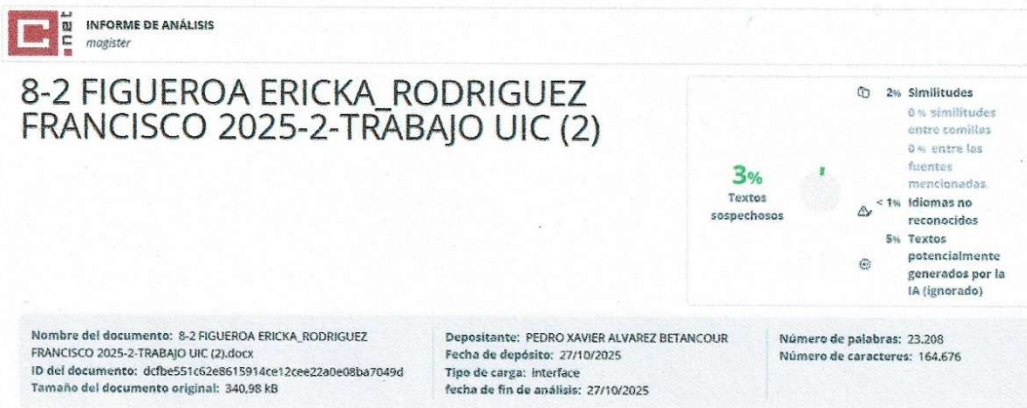 C
.net
INFORME DE ANÁLISIS
magister
8-2 FIGUEROA ERICKA_RODRIGUEZ
FRANCISCO 2025-2-TRABAJO UIC (2)
3%
Textos
sospechosos
2% Similitudes
0 % similitudes
entre comillas
0 % entre las
fuentes
mencionadas
< 1% Idiomas no
reconocidos
5% Textos
potencialmente
generados por la
IA (ignorado)
Nombre del documento: 8-2 FIGUEROA ERICKA_RODRIGUEZ
FRANCISCO 2025-2-TRABAJO UIC (2).docx
ID del documento: dcfbe551c62e8615914ce12cee22a0e08ba7049d
Tamaño del documento original: 340,98 kB
Depositante: PEDRO XAVIER ALVAREZ BETANCOUR
Fecha de depósito: 27/10/2025
Tipo de carga: interface
fecha de fin de análisis: 27/10/2025
Número de palabras: 23.208
Número de caracteres: 164.676